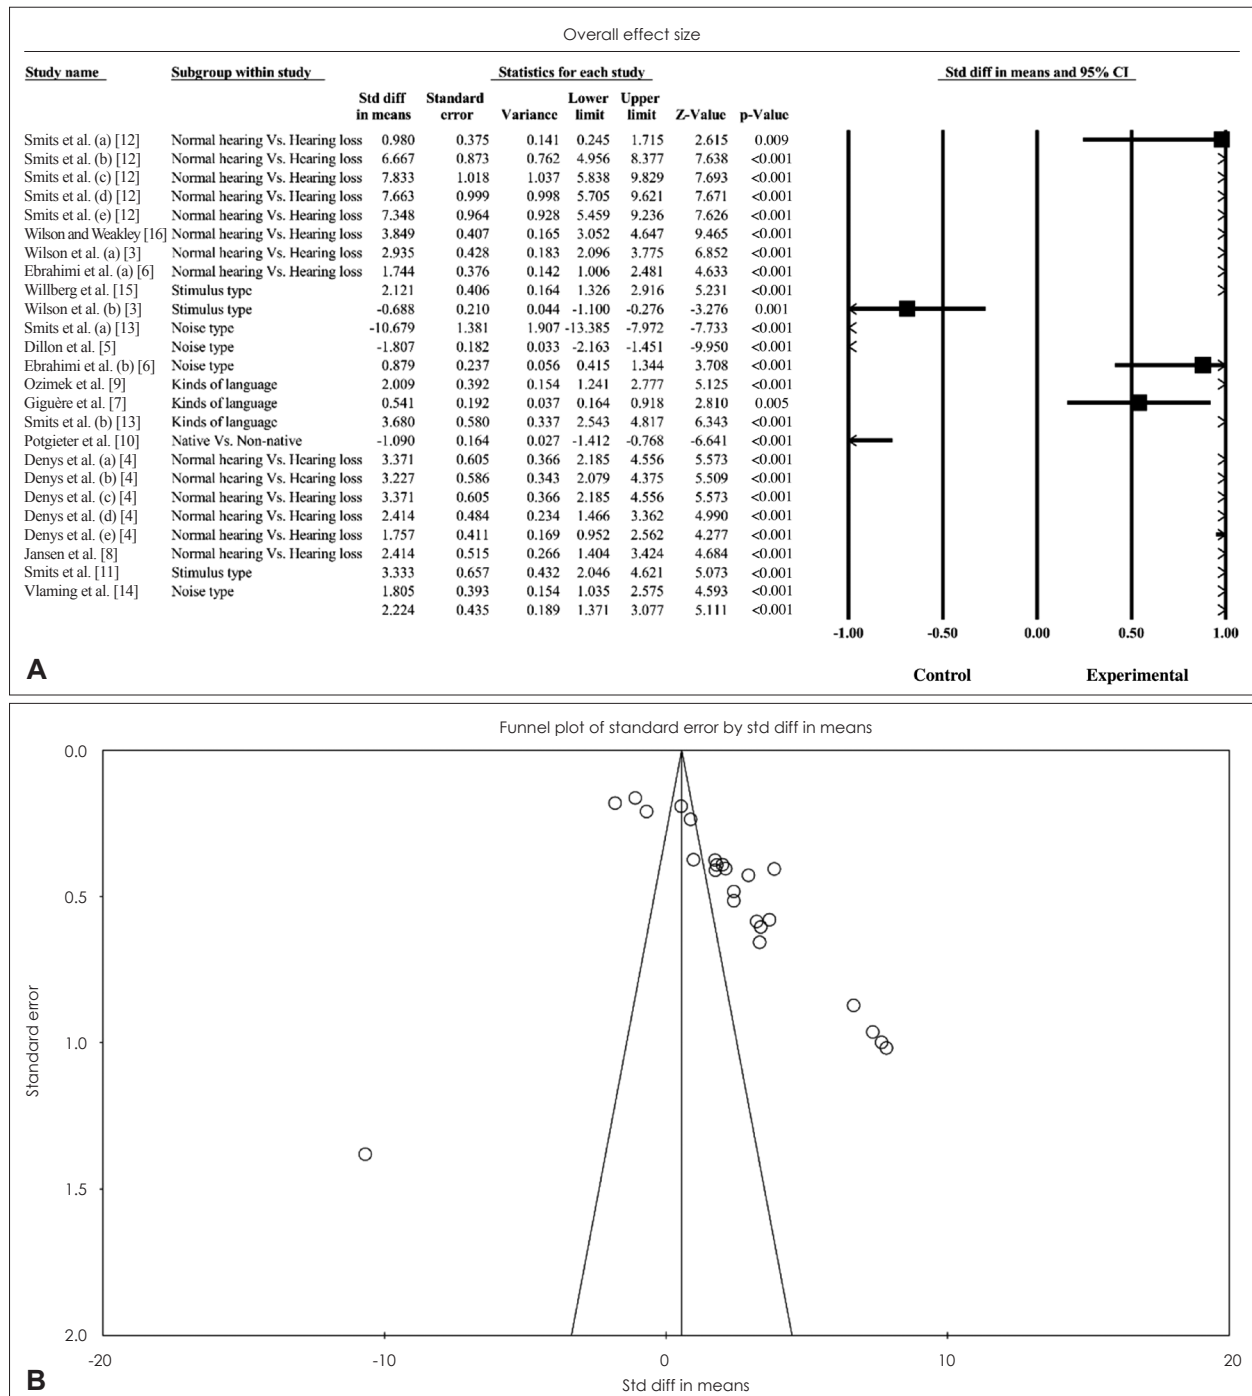 Overall effect size
Study name Subgroup within study Statistics for each study Std diff in means and 95% CI
Std diff in means Standard error Variance Lower limit Upper limit Z-Value p-Value
Smits et al. (a) [12] Normal hearing Vs. Hearing loss 0.980 0.375 0.141 0.245 1.715 2.615 0.009
Smits et al. (b) [12] Normal hearing Vs. Hearing loss 6.667 0.873 0.762 4.956 8.377 7.638 <0.001
Smits et al. (c) [12] Normal hearing Vs. Hearing loss 7.833 1.018 1.037 5.838 9.829 7.693 <0.001
Smits et al. (d) [12] Normal hearing Vs. Hearing loss 7.663 0.999 0.998 5.705 9.621 7.671 <0.001
Smits et al. (e) [12] Normal hearing Vs. Hearing loss 7.348 0.964 0.928 5.459 9.236 7.626 <0.001
Wilson and Weakley [16] Normal hearing Vs. Hearing loss 3.849 0.407 0.165 3.052 4.647 9.465 <0.001
Wilson et al. (a) [3] Normal hearing Vs. Hearing loss 2.935 0.428 0.183 2.096 3.775 6.852 <0.001
Ebrahimi et al. (a) [6] Normal hearing Vs. Hearing loss 1.744 0.376 0.142 1.006 2.481 4.633 <0.001
Willberg et al. [15] Stimulus type 2.121 0.406 0.164 1.326 2.916 5.231 <0.001
Wilson et al. (b) [3] Stimulus type -0.688 0.210 0.044 -1.100 -0.276 -3.276 0.001
Smits et al. (a) [13] Noise type -10.679 1.381 1.907 -13.385 -7.972 -7.733 <0.001
Dillon et al. [5] Noise type -1.807 0.182 0.033 -2.163 -1.451 -9.950 <0.001
Ebrahimi et al. (b) [6] Noise type 0.879 0.237 0.056 0.415 1.344 3.708 <0.001
Ozimek et al. [9] Kinds of language 2.009 0.392 0.154 1.241 2.777 5.125 <0.001
Giguère et al. [7] Kinds of language 0.541 0.192 0.037 0.164 0.918 2.810 0.005
Smits et al. (b) [13] Kinds of language 3.680 0.580 0.337 2.543 4.817 6.343 <0.001
Potgieter et al. [10] Native Vs. Non-native -1.090 0.164 0.027 -1.412 -0.768 -6.641 <0.001
Denys et al. (a) [4] Normal hearing Vs. Hearing loss 3.371 0.605 0.366 2.185 4.556 5.573 <0.001
Denys et al. (b) [4] Normal hearing Vs. Hearing loss 3.227 0.586 0.343 2.079 4.375 5.509 <0.001
Denys et al. (c) [4] Normal hearing Vs. Hearing loss 3.371 0.605 0.366 2.185 4.556 5.573 <0.001
Denys et al. (d) [4] Normal hearing Vs. Hearing loss 2.414 0.484 0.234 1.466 3.362 4.990 <0.001
Denys et al. (e) [4] Normal hearing Vs. Hearing loss 1.757 0.411 0.169 0.952 2.562 4.277 <0.001
Jansen et al. [8] Normal hearing Vs. Hearing loss 2.414 0.515 0.266 1.404 3.424 4.684 <0.001
Smits et al. [11] Stimulus type 3.333 0.657 0.432 2.046 4.621 5.073 <0.001
Vlaming et al. [14] Noise type 1.805 0.393 0.154 1.035 2.575 4.593 <0.001
2.224 0.435 0.189 1.371 3.077 5.111 <0.001
-1.00 -0.50 0.00 0.50 1.00
Control Experimental
A
Funnel plot of standard error by std diff in means
0.0
0.5
1.0
1.5
2.0
Standard error
-20 -10 0 10 20
Std diff in means
B